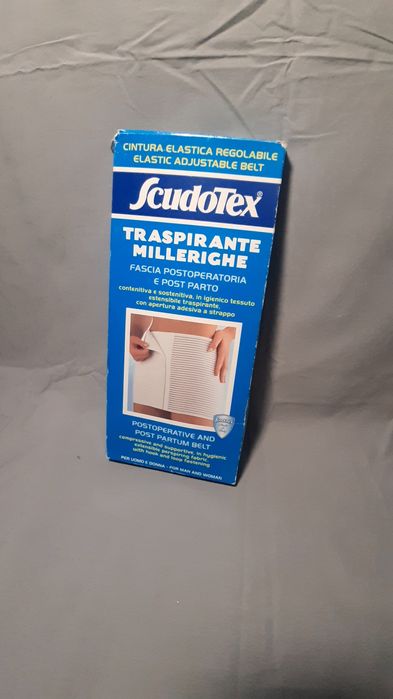 CINTURA ELASTICA REGOLABILE
ELASTIC ADJUSTABLE BELT
SCUDOTEX®
TRASPIRANTE
MILLERIGHE
FASCIA POSTOPERATORIA
E POST PARTO
contenitiva e sostenitiva, in igienico tessuto
estensibile traspirante,
con apertura adesiva a strappo
POSTOPERATIVE AND
POST PARTUM BELT
compressive and supportive, in hygienic
extensible perspiring fabric,
with hook and loop fastening
PER UOMO E DONNA - FOR MAN AND WOMAN